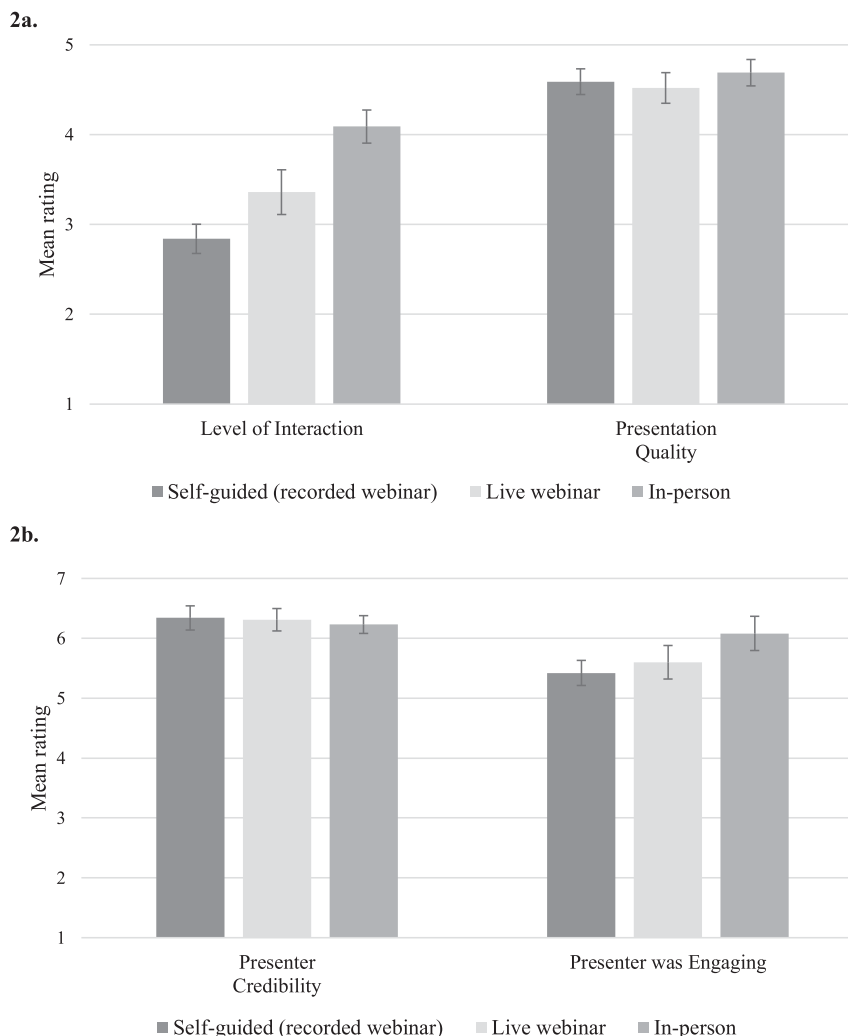 2a.
5
4
3
2
1
Mean rating
Level of Interaction
Presentation
Quality
Self-guided (recorded webinar) Live webinar In-person
2b.
7
6
5
4
3
2
1
Mean rating
Presenter
Credibility
Presenter was Engaging
Self-guided (recorded webinar) Live webinar In-person